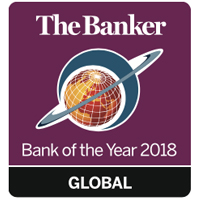 The Banker
Bank of the Year 2018
GLOBAL